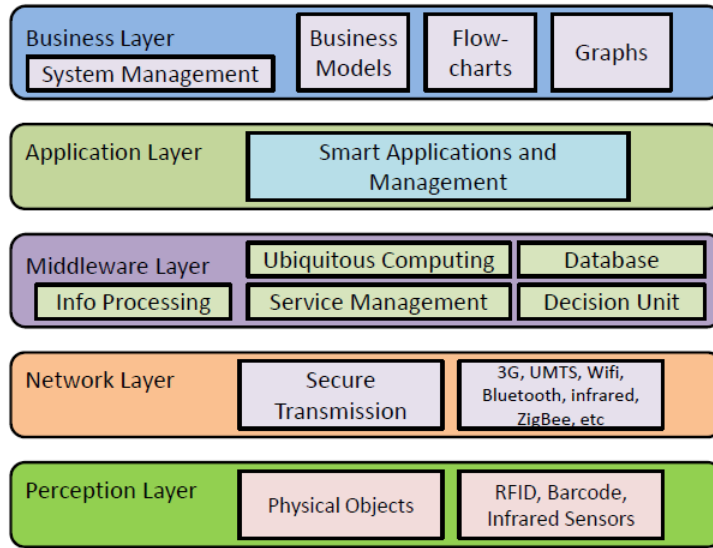 Business Layer
System Management
Business
Models
Flow-
charts
Graphs
Application Layer
Smart Applications and
Management
Middleware Layer
Info Processing
Ubiquitous Computing
Database
Service Management
Decision Unit
Network Layer
Secure
Transmission
3G, UMTS, Wifi,
Bluetooth, infrared,
ZigBee, etc
Perception Layer
Physical Objects
RFID, Barcode,
Infrared Sensors